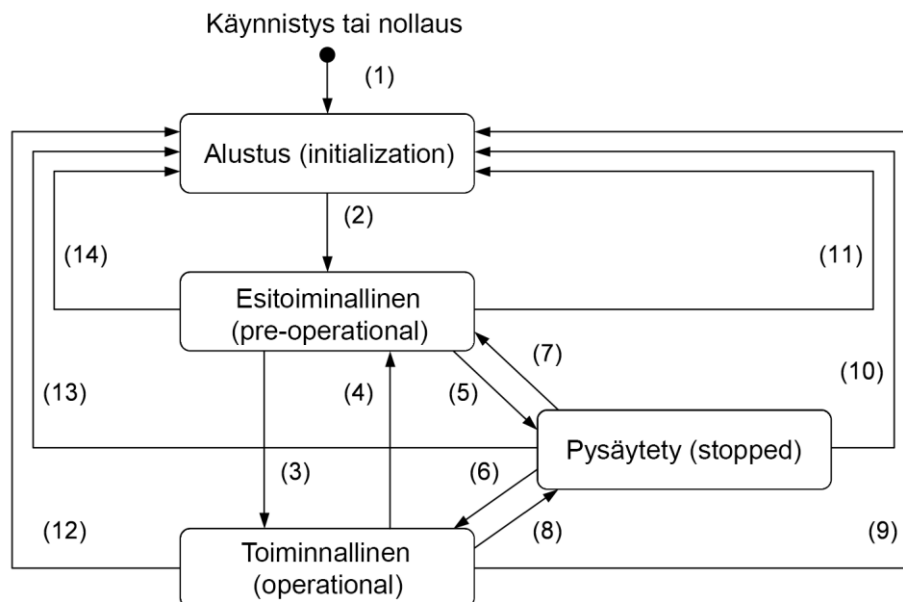 Käynnistys tai nollaus
(1)
Alustus (initialization)
(2)
(14)
(11)
Esitoiminallinen
(pre-operational)
(7)
(13)
(4)
(5)
(10)
Pysäytety (stopped)
(3)
(6)
(12)
(8)
(9)
Toiminnallinen
(operational)